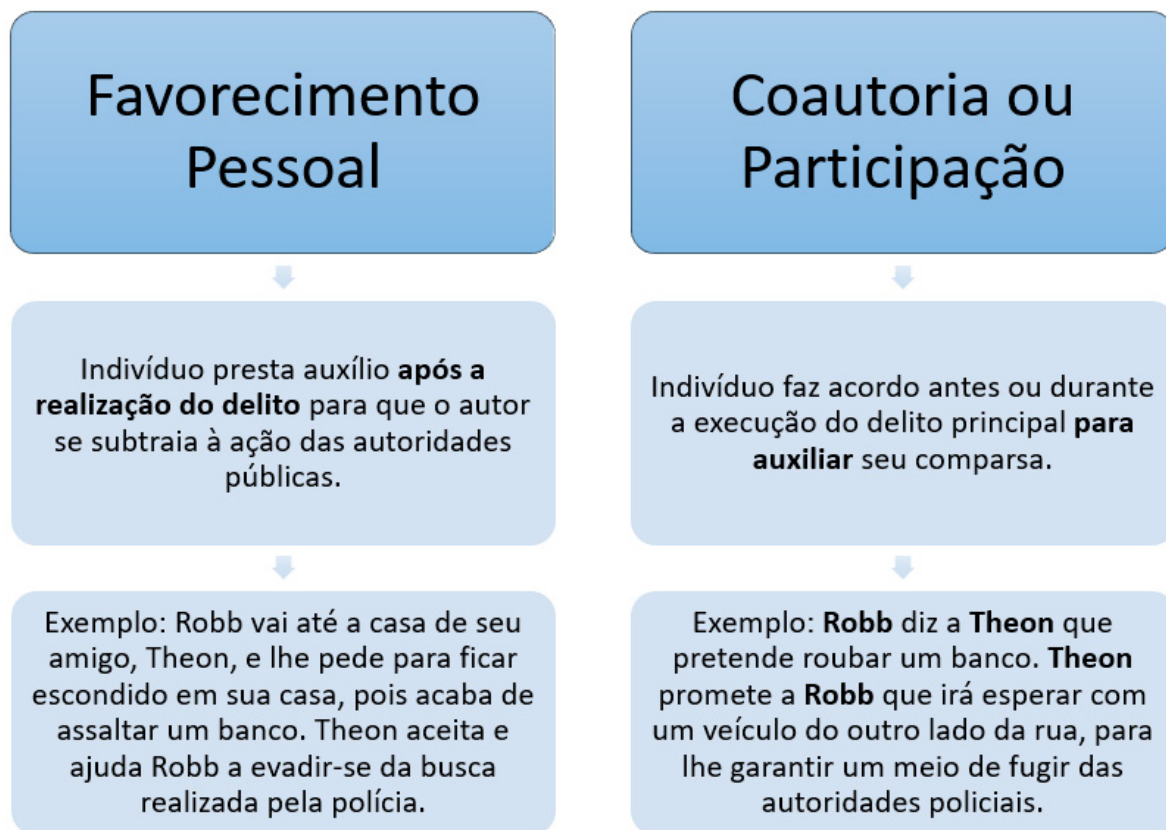 Favorecimento
Pessoal
Indivíduo presta auxílio após a
realização do delito para que o autor
se subtraia à ação das autoridades
públicas.
Exemplo: Robb vai até a casa de seu
amigo, Theon, e lhe pede para ficar
escondido em sua casa, pois acaba de
assaltar um banco. Theon aceita e
ajuda Robb a evadir-se da busca
realizada pela polícia.
Coautoria ou
Participação
Indivíduo faz acordo antes ou durante
a execução do delito principal para
auxiliar seu comparsa.
Exemplo: Robb diz a Theon que
pretende roubar um banco. Theon
promete a Robb que irá esperar com
um veículo do outro lado da rua, para
lhe garantir um meio de fugir das
autoridades policiais.